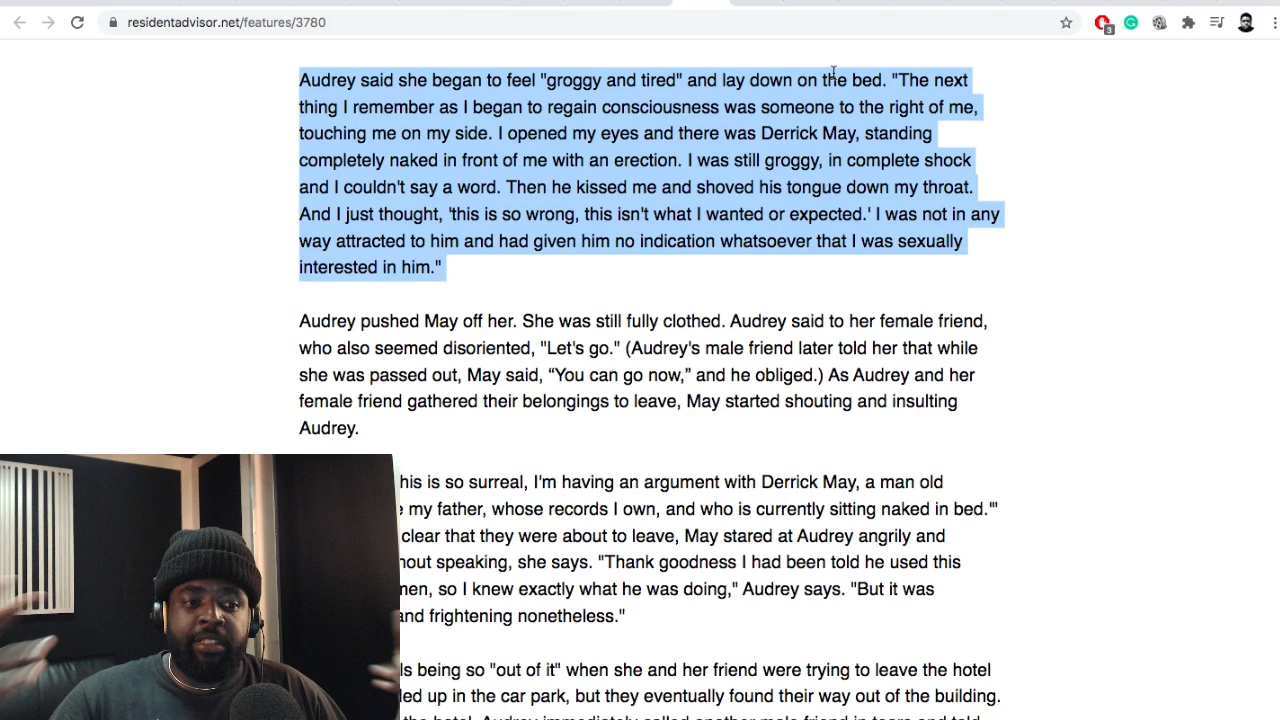 residentadvisor.net/features/3780
3
Audrey said she began to feel "groggy and tired" and lay down on the bed. "The next
thing I remember as I began to regain consciousness was someone to the right of me,
touching me on my side. I opened my eyes and there was Derrick May, standing
completely naked in front of me with an erection. I was still groggy, in complete shock
and I couldn't say a word. Then he kissed me and shoved his tongue down my throat.
And I just thought, 'this is so wrong, this isn't what I wanted or expected.' I was not in any
way attracted to him and had given him no indication whatsoever that I was sexually
interested in him."
Audrey pushed May off her. She was still fully clothed. Audrey said to her female friend,
who also seemed disoriented, "Let's go." (Audrey's male friend later told her that while
she was passed out, May said, “You can go now,” and he obliged.) As Audrey and her
female friend gathered their belongings to leave, May started shouting and insulting
Audrey.
his is so surreal, I'm having an argument with Derrick May, a man old
my father, whose records I own, and who is currently sitting naked in bed.'"
clear that they were about to leave, May stared at Audrey angrily and
hout speaking, she says. "Thank goodness I had been told he used this
men, so I knew exactly what he was doing," Audrey says. "But it was
and frightening nonetheless."
ls being so "out of it" when she and her friend were trying to leave the hotel
led up in the car park, but they eventually found their way out of the building.
the hotel, Audrey immediately called another male friend in tears and told